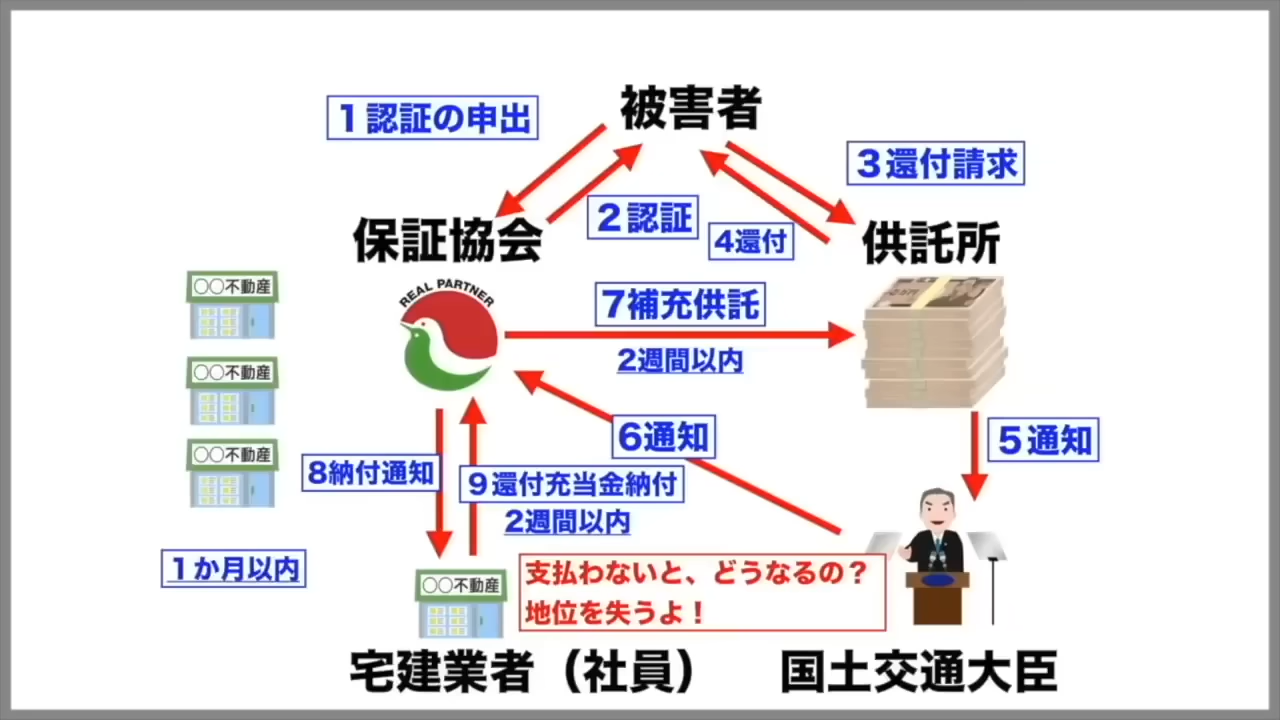 被害者
１認証の申出
３還付請求
２認証
4還付
保証協会
供託所
REAL PARTNER
〇〇不動産
〇〇不動産
〇〇不動産
7補充供託
2週間以内
6通知
５通知
8納付通知
９還付充当金納付
2週間以内
１か月以内
〇〇不動産
支払わないと、どうなるの？
地位を失うよ！
宅建業者（社員）
国土交通大臣